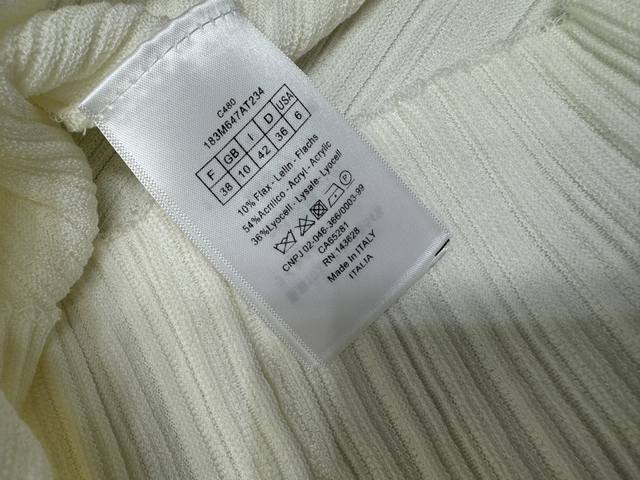 C480
183M647AT234
F GB I D USA
38 10 42 36 6
10% Flax - Lelin - Flachs
54%Acrilico - Acryl - Acrylic
36%Lyocell - Lysale- Lyocell
P
CNPJ 02-046-366/0003-99
CA65281
RN 143628
Made In ITALY
ITALIA